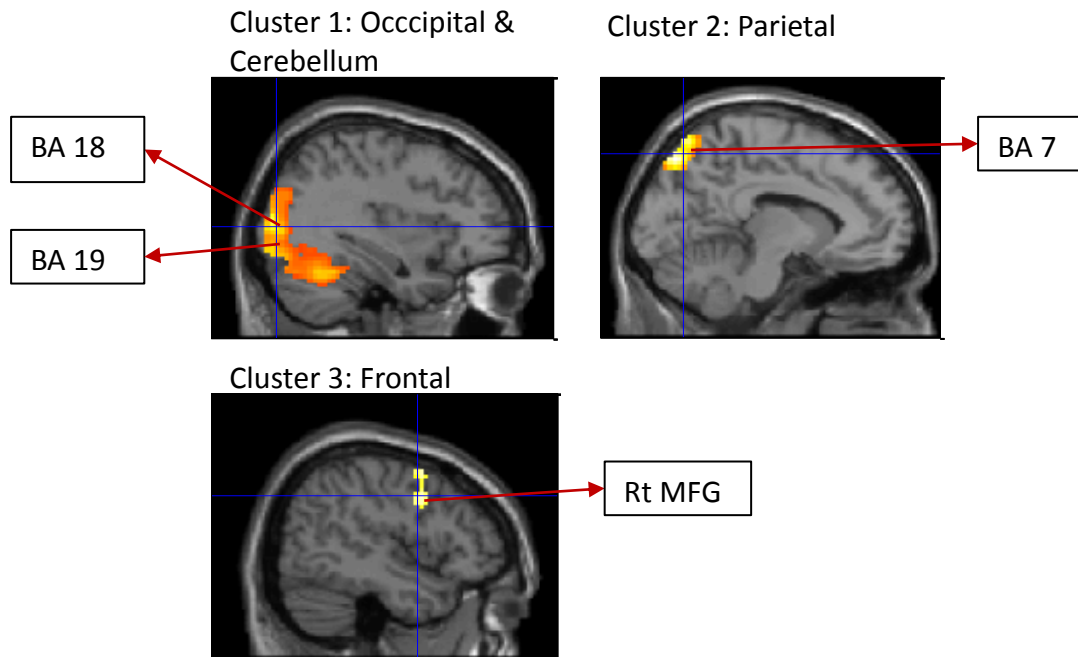 Cluster 1: Occcipital &
Cerebellum
Cluster 2: Parietal
BA 18
BA 19
BA 7
Cluster 3: Frontal
Rt MFG